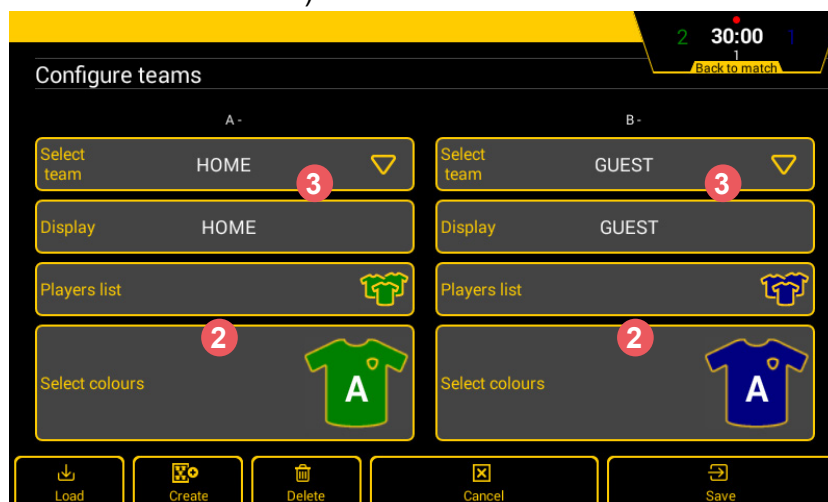 )
2 30:00 1
1
Back to match
Configure teams
A -
B -
Select team HOME
3
Select team GUEST
3
Display HOME
Display GUEST
Players list
Players list
2
2
Select colours A
Select colours A
Load Create Delete Cancel Save